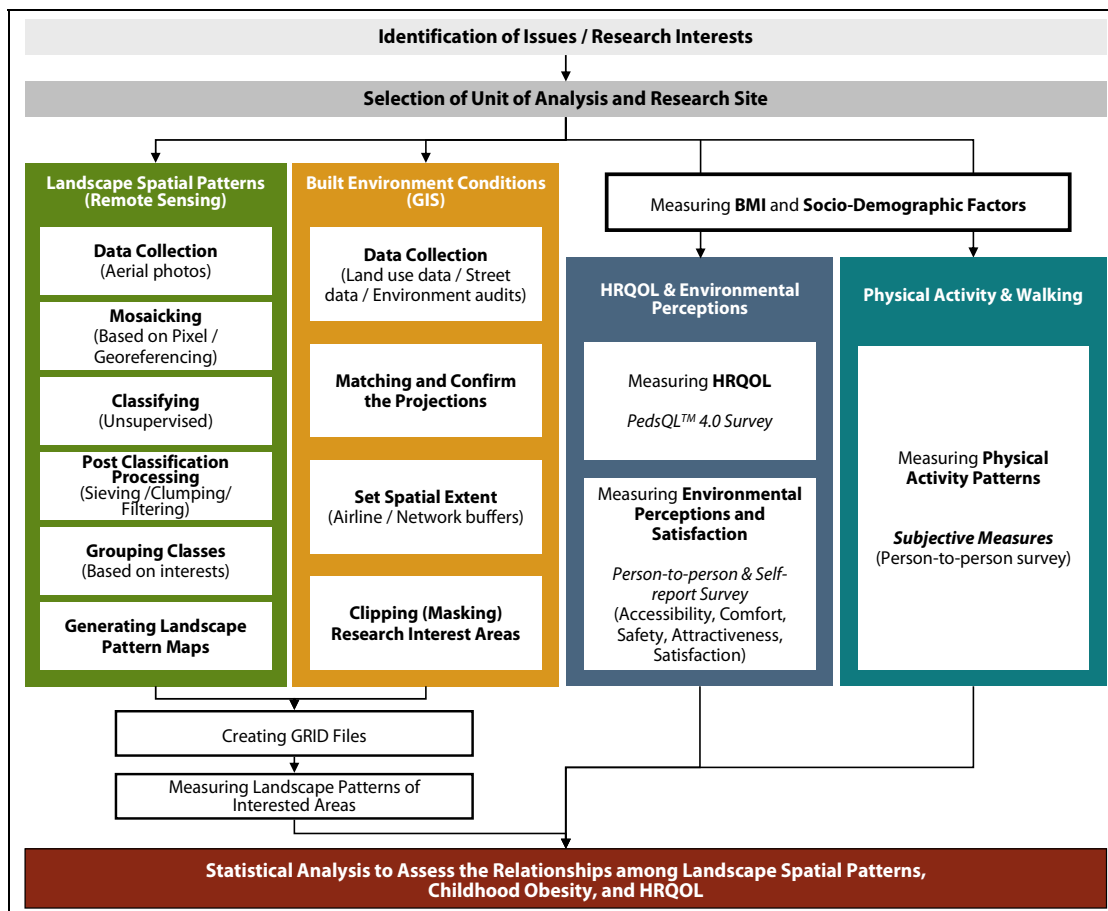 Identification of Issues / Research Interests
Selection of Unit of Analysis and Research Site
Landscape Spatial Patterns
(Remote Sensing)
Data Collection
(Aerial photos)
Mosaicking
(Based on Pixel /
Georeferencing)
Classifying
(Unsupervised)
Post Classification
Processing
(Sieving /Clumping/
Filtering)
Grouping Classes
(Based on interests)
Generating Landscape
Pattern Maps
Built Environment Conditions
(GIS)
Data Collection
(Land use data / Street
data / Environment audits)
Matching and Confirm
the Projections
Set Spatial Extent
(Airline / Network buffers)
Clipping (Masking)
Research Interest Areas
Measuring BMI and Socio-Demographic Factors
HRQOL & Environmental
Perceptions
Measuring HRQOL
PedsQL™ 4.0 Survey
Measuring Environmental
Perceptions and
Satisfaction
Person-to-person & Self-
report Survey
(Accessibility, Comfort,
Safety, Attractiveness,
Satisfaction)
Physical Activity & Walking
Measuring Physical
Activity Patterns
Subjective Measures
(Person-to-person survey)
Creating GRID Files
Measuring Landscape Patterns of
Interested Areas
Statistical Analysis to Assess the Relationships among Landscape Spatial Patterns,
Childhood Obesity, and HRQOL